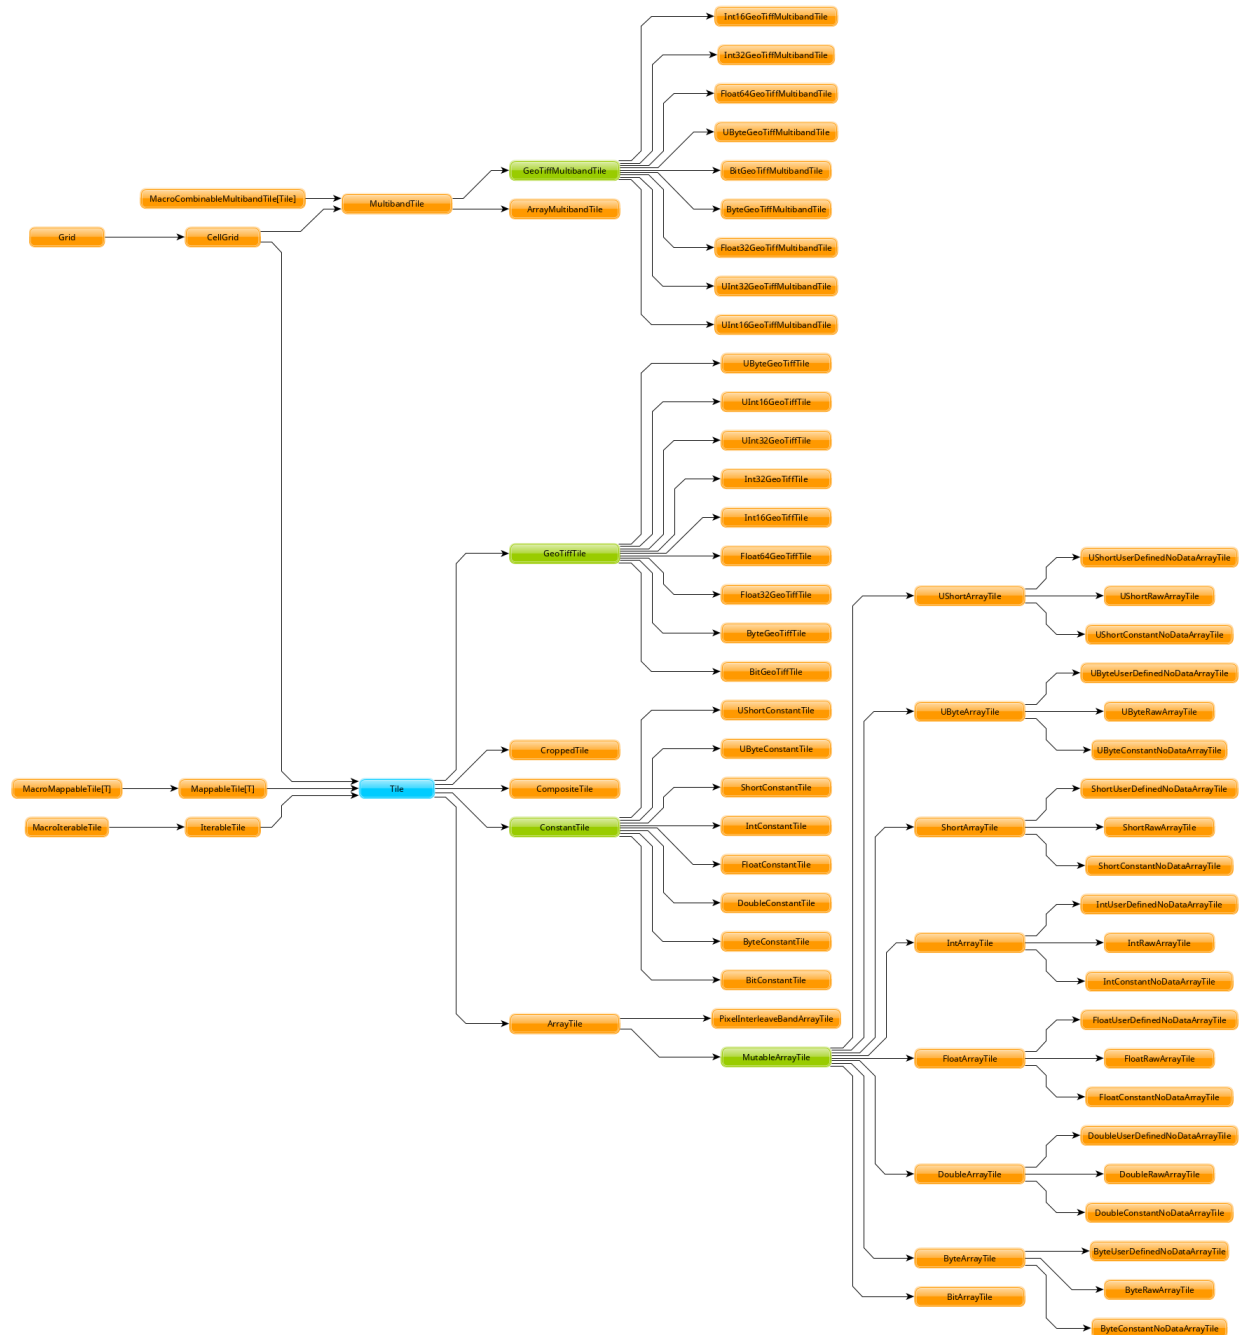 Int16GeoTiffMultibandTile
Int32GeoTiffMultibandTile
Float64GeoTiffMultibandTile
UByteGeoTiffMultibandTile
GeoTiffMultibandTile
BitGeoTiffMultibandTile
MacroCombinableMultibandTile[Tile]
MultibandTile
ArrayMultibandTile
ByteGeoTiffMultibandTile
Grid
CellGrid
Float32GeoTiffMultibandTile
UInt32GeoTiffMultibandTile
UInt16GeoTiffMultibandTile
UByteGeoTiffTile
UInt16GeoTiffTile
UInt32GeoTiffTile
Int32GeoTiffTile
Int16GeoTiffTile
GeoTiffTile
Float64GeoTiffTile
UShortUserDefinedNoDataArrayTile
Float32GeoTiffTile
UShortArrayTile
UShortRawArrayTile
ByteGeoTiffTile
UShortConstantNoDataArrayTile
BitGeoTiffTile
UByteUserDefinedNoDataArrayTile
UShortConstantTile
UByteArrayTile
UByteRawArrayTile
CroppedTile
UByteConstantTile
UByteConstantNoDataArrayTile
MacroMappableTile[T]
MappableTile[T]
Tile
CompositeTile
ShortConstantTile
ShortUserDefinedNoDataArrayTile
MacroIterableTile
IterableTile
ConstantTile
IntConstantTile
ShortArrayTile
ShortRawArrayTile
FloatConstantTile
ShortConstantNoDataArrayTile
DoubleConstantTile
IntUserDefinedNoDataArrayTile
ByteConstantTile
IntArrayTile
IntRawArrayTile
BitConstantTile
IntConstantNoDataArrayTile
ArrayTile
PixelInterleaveBandArrayTile
FloatUserDefinedNoDataArrayTile
MutableArrayTile
FloatArrayTile
FloatRawArrayTile
FloatConstantNoDataArrayTile
DoubleUserDefinedNoDataArrayTile
DoubleArrayTile
DoubleRawArrayTile
DoubleConstantNoDataArrayTile
ByteArrayTile
ByteUserDefinedNoDataArrayTile
ByteRawArrayTile
BitArrayTile
ByteConstantNoDataArrayTile